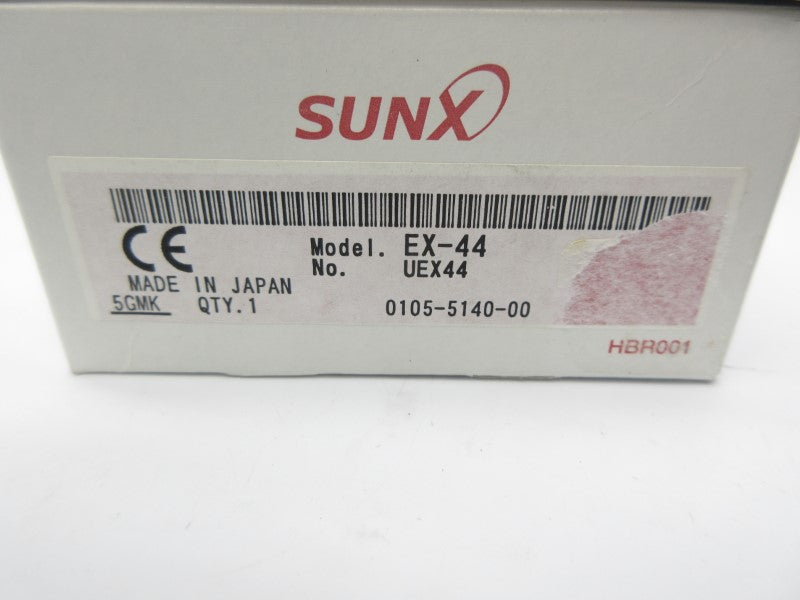 SUNX
CE Model. EX-44
No. UEX44
MADE IN JAPAN
5GMK QTY.1 0105-5140-00
HBR001